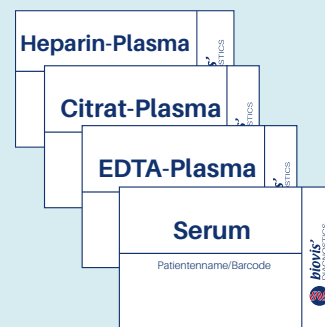 Heparin-Plasma
Citrat-Plasma
EDTA-Plasma
Serum
Patientenname/Barcode
biovis'
DIAGNOSTICS